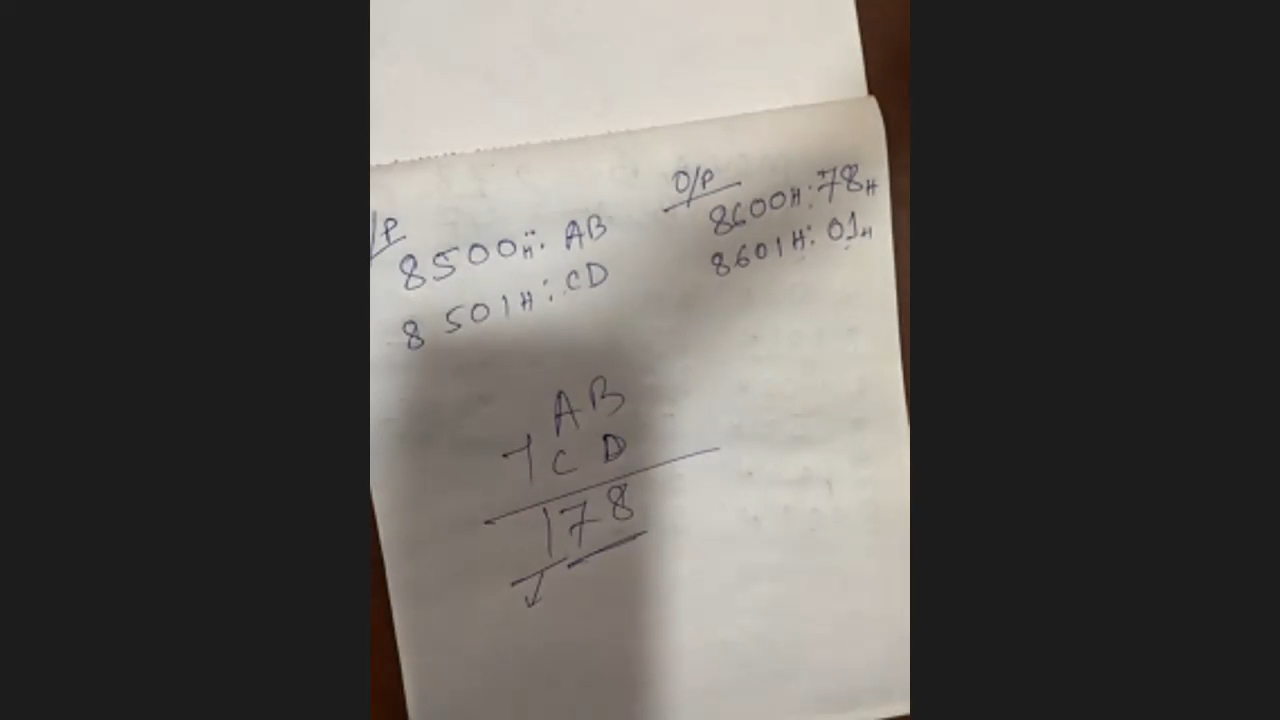 /P
8500H: AB
8501H: CD
O/P
8600H: 78H
8601H: 01H
AB
+ CD
178